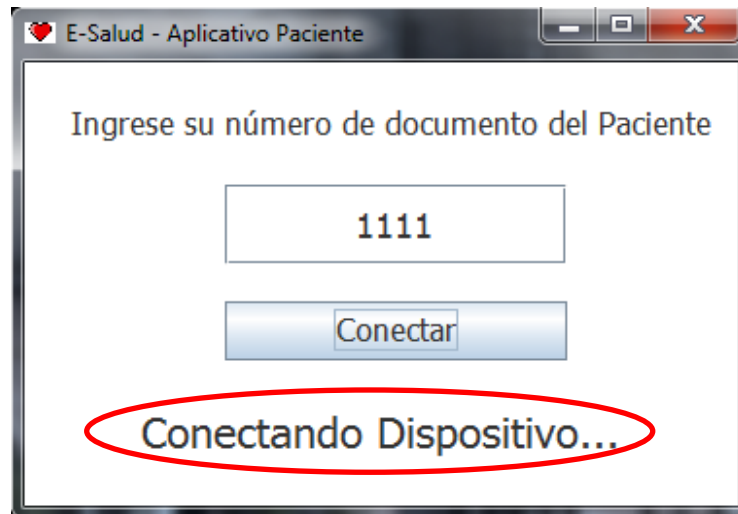 E-Salud - Aplicativo Paciente
Ingrese su número de documento del Paciente
1111
Conectar
Conectando Dispositivo...